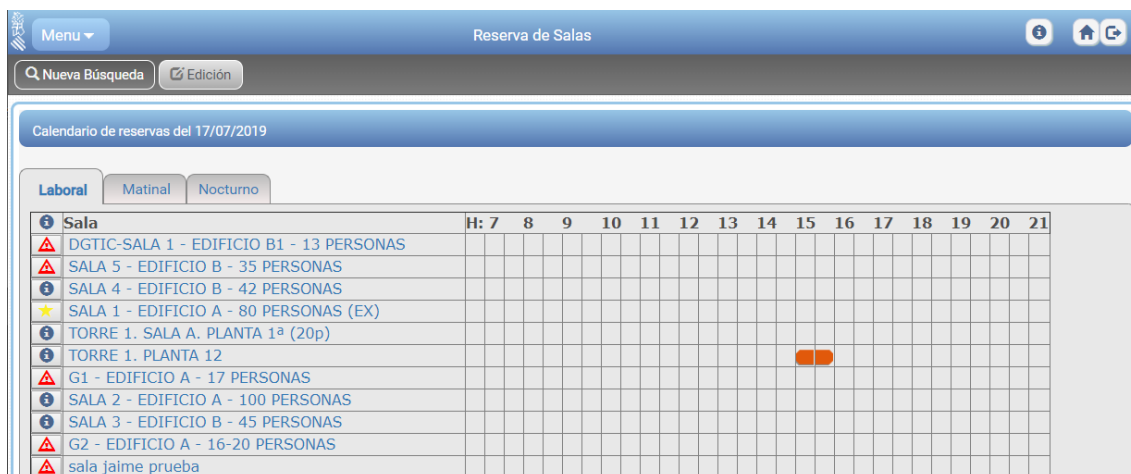 Menu
Reserva de Salas
Nueva Búsqueda Edición
Calendario de reservas del 17/07/2019
Laboral Matinal Nocturno
Sala H: 7 8 9 10 11 12 13 14 15 16 17 18 19 20 21
DGTIC-SALA 1 - EDIFICIO B1 - 13 PERSONAS
SALA 5 - EDIFICIO B - 35 PERSONAS
SALA 4 - EDIFICIO B - 42 PERSONAS
SALA 1 - EDIFICIO A - 80 PERSONAS (EX)
TORRE 1. SALA A. PLANTA 1ª (20p)
TORRE 1. PLANTA 12
G1 - EDIFICIO A - 17 PERSONAS
SALA 2 - EDIFICIO A - 100 PERSONAS
SALA 3 - EDIFICIO B - 45 PERSONAS
G2 - EDIFICIO A - 16-20 PERSONAS
sala jaime prueba